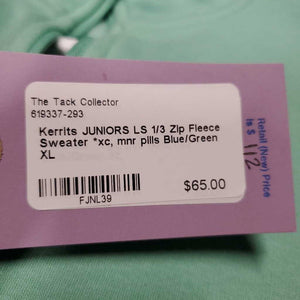 The Tack Collector
619337-293
Kerrits JUNIORS LS 1/3 Zip Fleece
Sweater *xc, mnr pills Blue/Green
XL
$65.00
FJNL39
Retail (New) Price
is $ 112